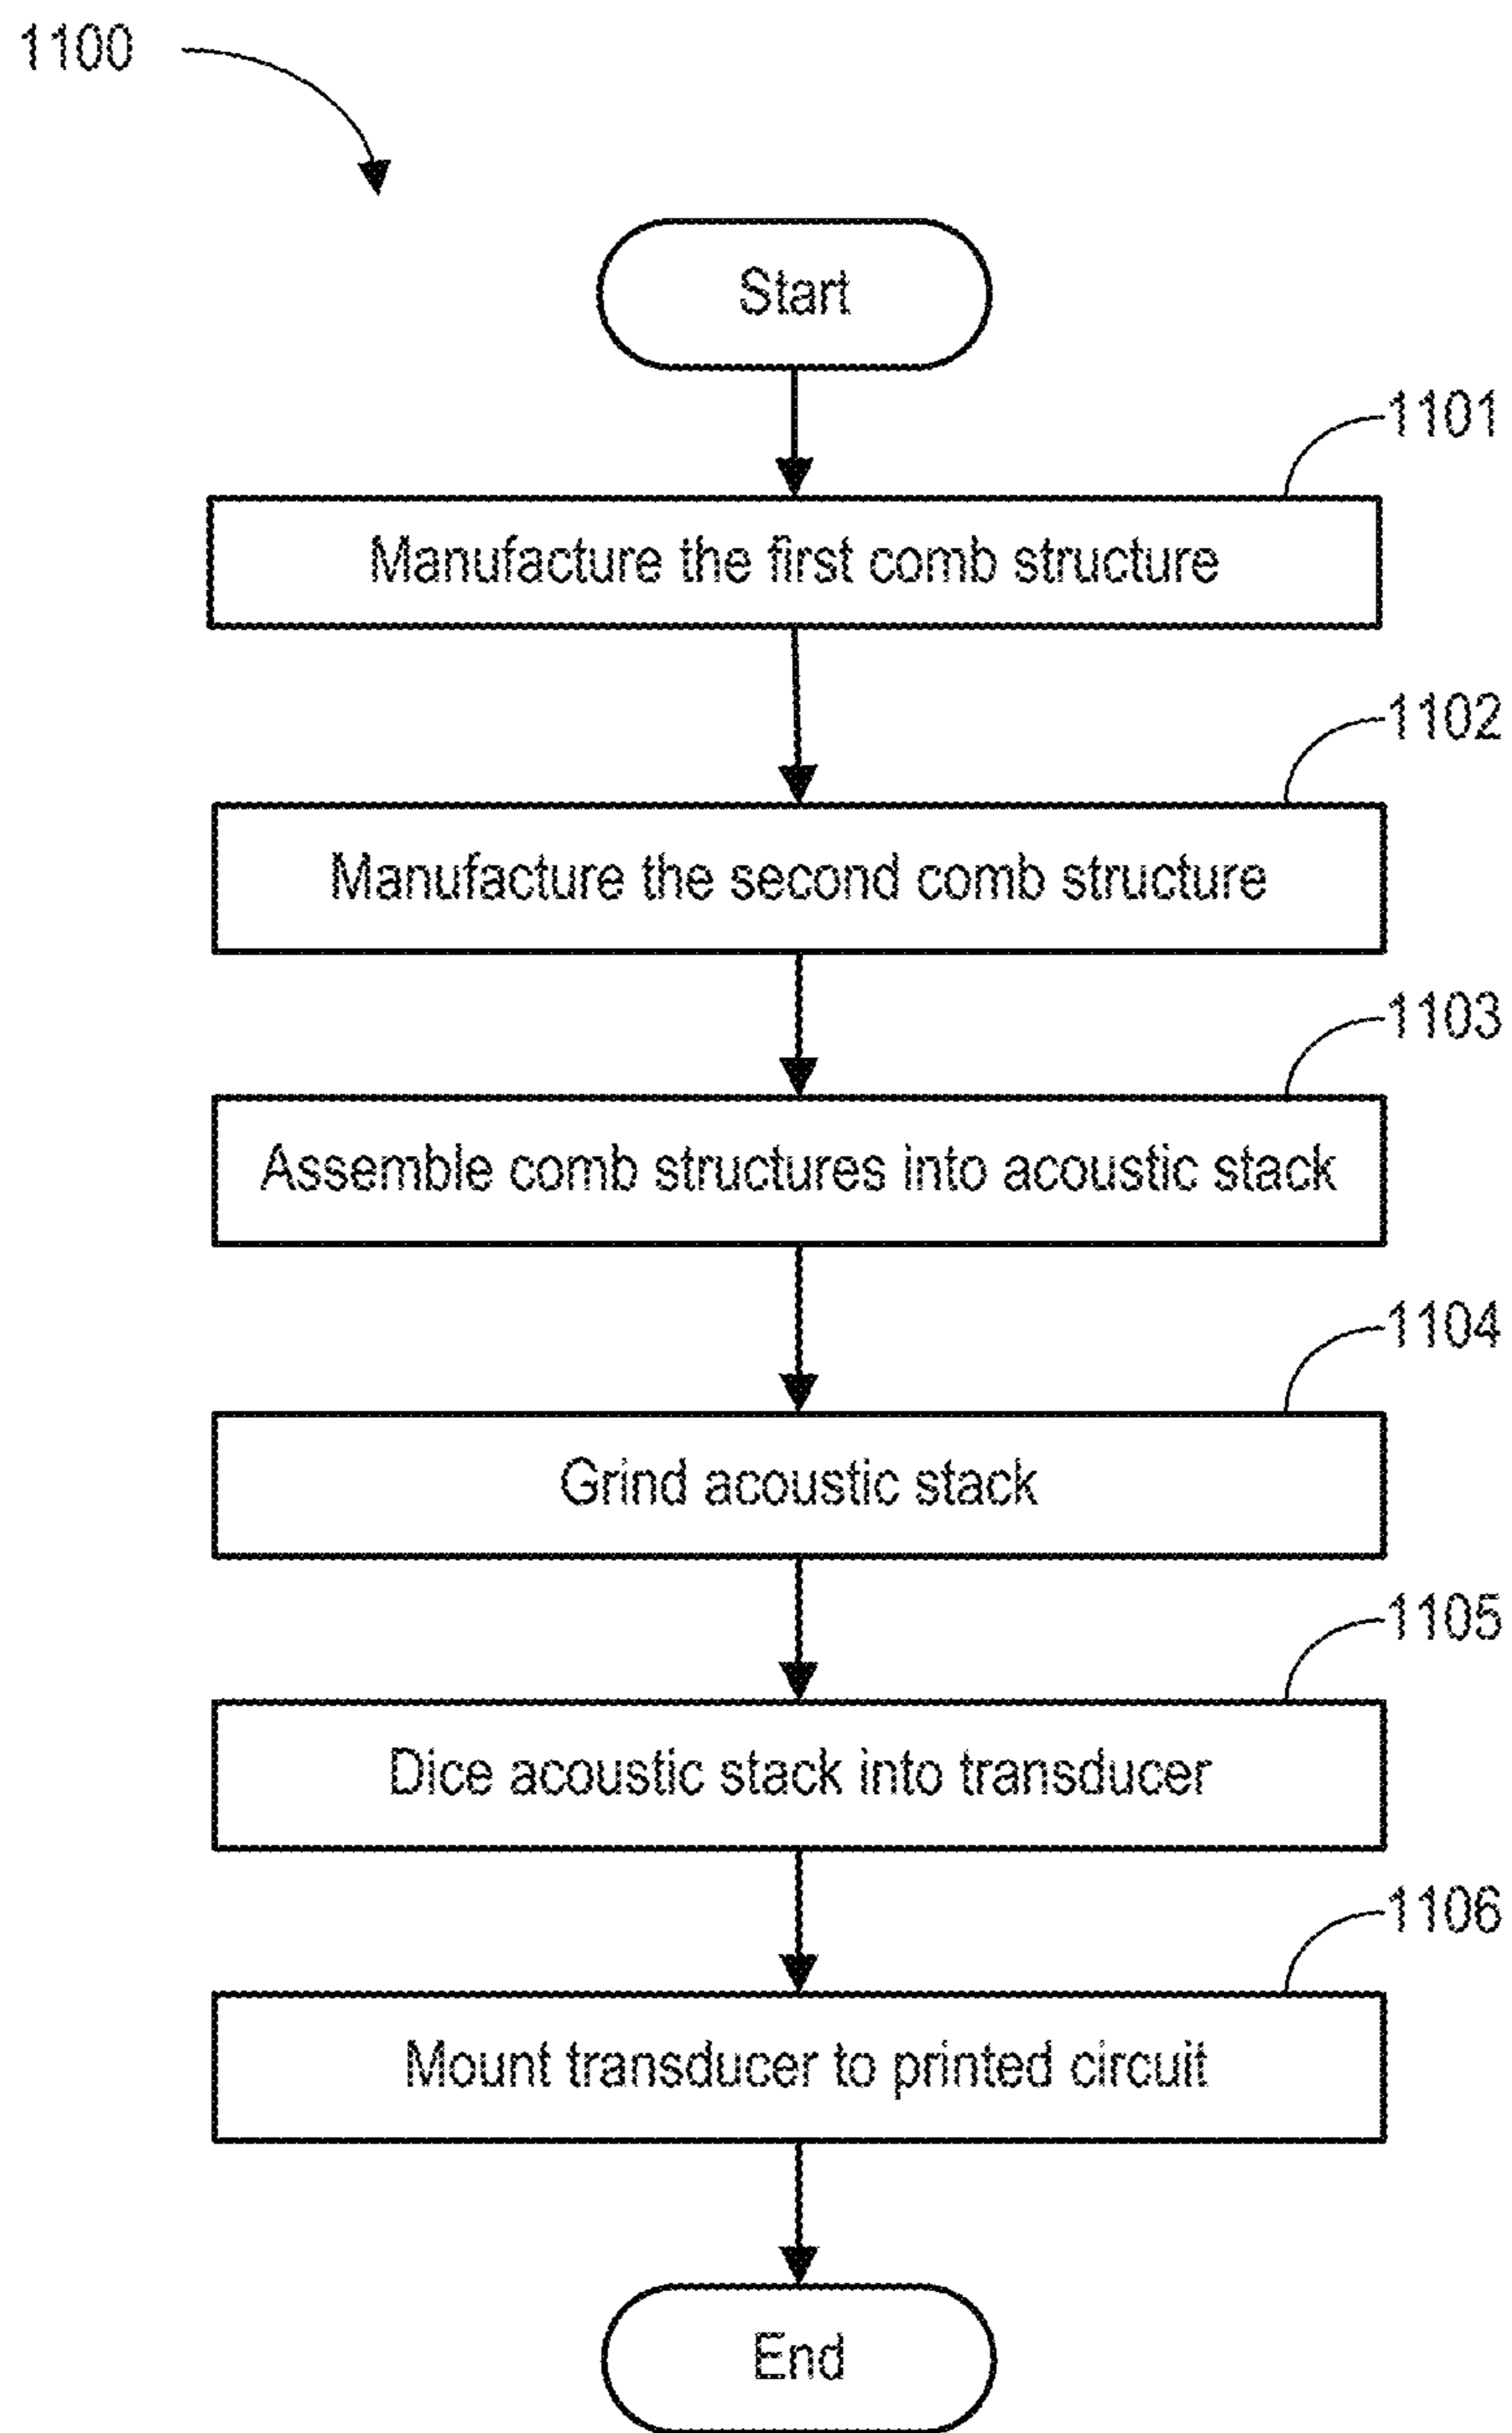 1100
Start
1101
Manufacture the first comb structure
1102
Manufacture the second comb structure
1103
Assemble comb structures into acoustic stack
1104
Grind acoustic stack
1105
Dice acoustic stack into transducer
1106
Mount transducer to printed circuit
End